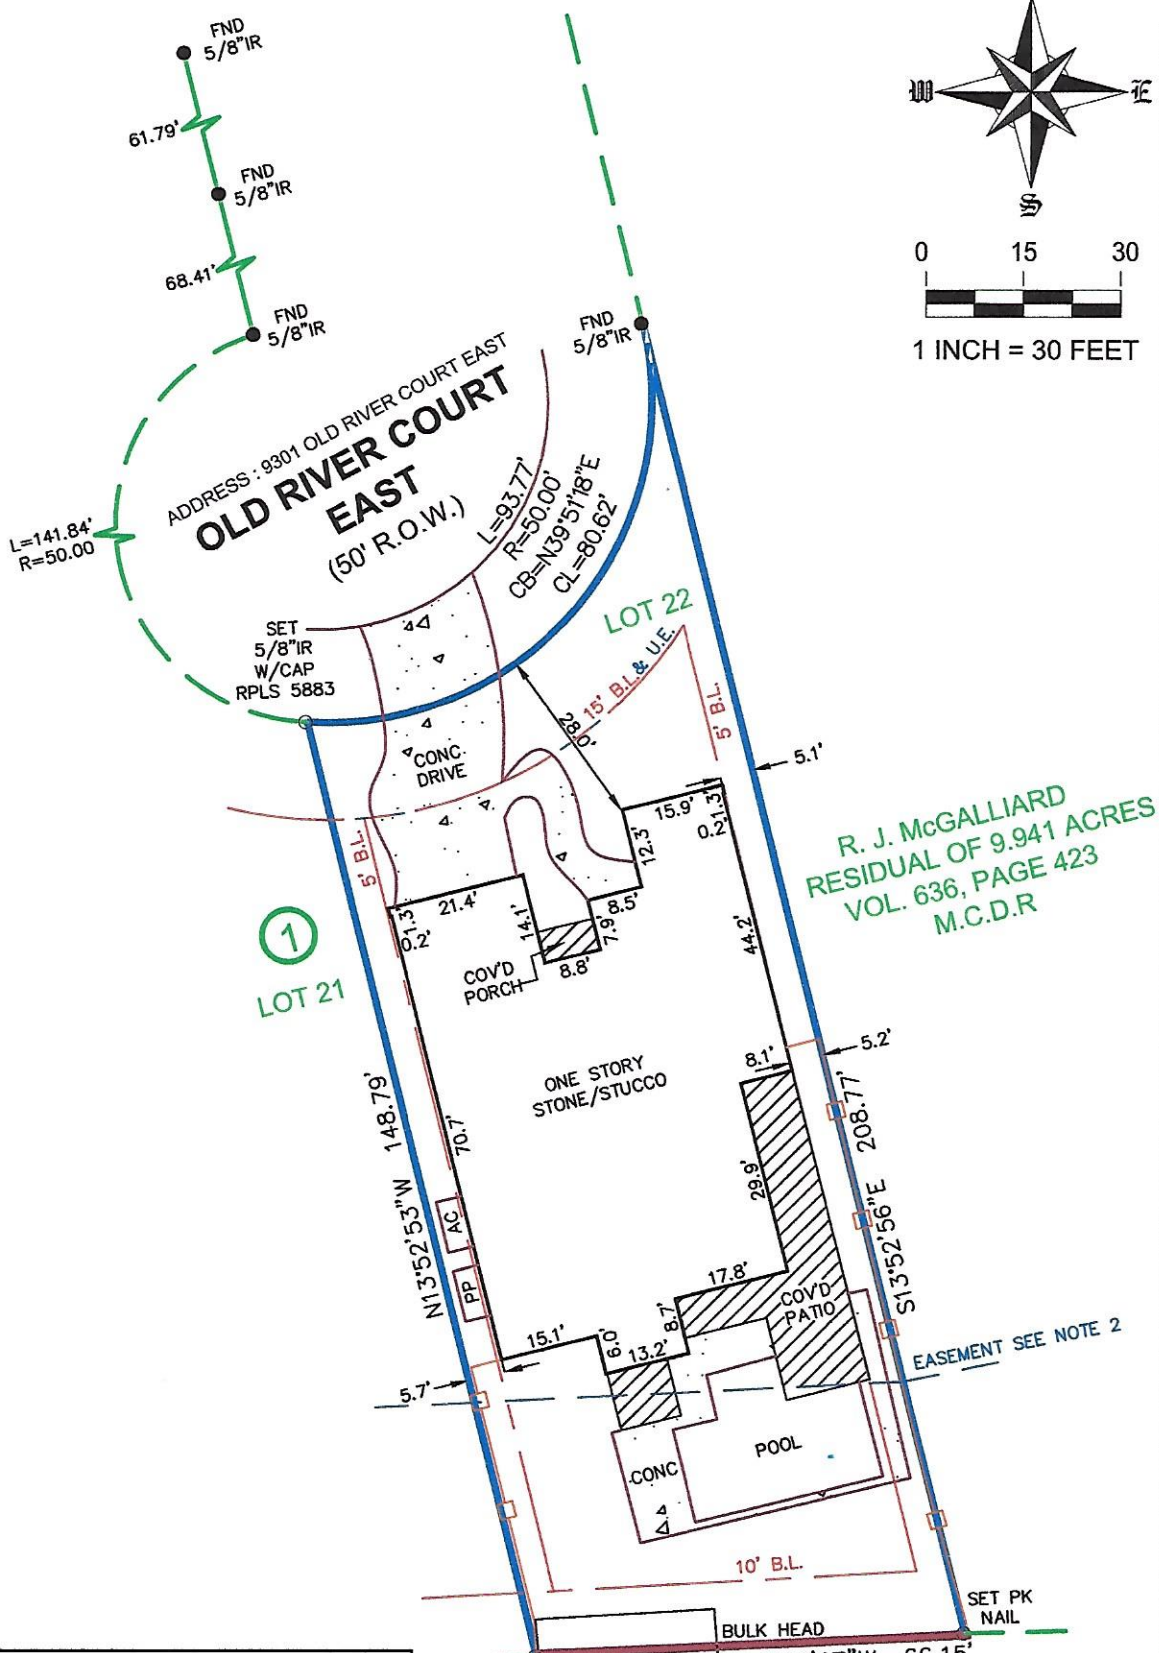 FND
5/8"IR
61.79'
FND
5/8"IR
68.41'
FND
5/8"IR
W
E
S
0 15 30
1 INCH = 30 FEET
FND
5/8"IR
ADDRESS : 9301 OLD RIVER COURT EAST
OLD RIVER COURT
EAST
(50' R.O.W.)
L=93.77'
R=50.00'
CB=N39°51'18"E
CL=80.62'
L=141.84'
R=50.00
SET
5/8"IR
W/CAP
RPLS 5883
LOT 22
15' B.L.& U.E.
5' B.L.
28.0'
CONC
DRIVE
5.1'
15.9'
1.3'
0.2'
12.3'
R. J. McGALLIARD
RESIDUAL OF 9.941 ACRES
VOL. 636, PAGE 423
M.C.D.R
5' B.L.
21.4'
1.3'
0.2'
14.1'
8.5'
7.9'
8.8'
COV'D
PORCH
44.2'
1
LOT 21
ONE STORY
STONE/STUCCO
8.1'
5.2'
N13°52'53"W 148.79'
70.7'
29.9'
S13°52'56"E 208.77'
AC
PP
17.8'
COV'D
PATIO
8.7'
15.1'
6.0'
13.2'
EASEMENT SEE NOTE 2
5.7'
POOL
CONC
10' B.L.
SET PK
NAIL
BULK HEAD